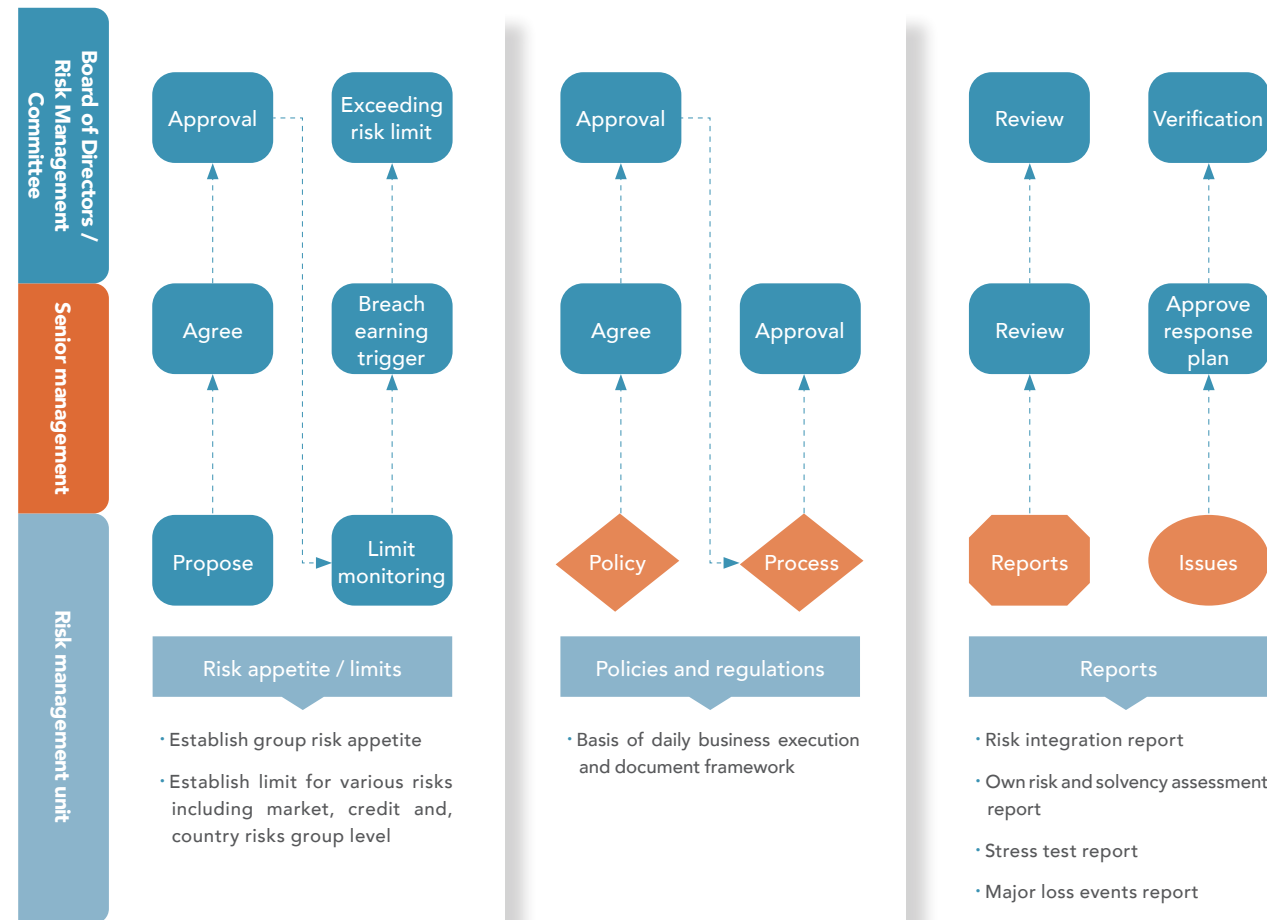 Board of Directors /
Risk Management
Committee
Senior management
Risk management unit
Approval
Exceeding
risk limit
Agree
Breach
earning
trigger
Propose
Limit
monitoring
Risk appetite / limits
· Establish group risk appetite
· Establish limit for various risks
including market, credit and,
country risks group level
Approval
Agree
Approval
Policy
Process
Policies and regulations
· Basis of daily business execution
and document framework
Review
Verification
Review
Approve
response
plan
Reports
Issues
Reports
· Risk integration report
· Own risk and solvency assessment
report
· Stress test report
· Major loss events report